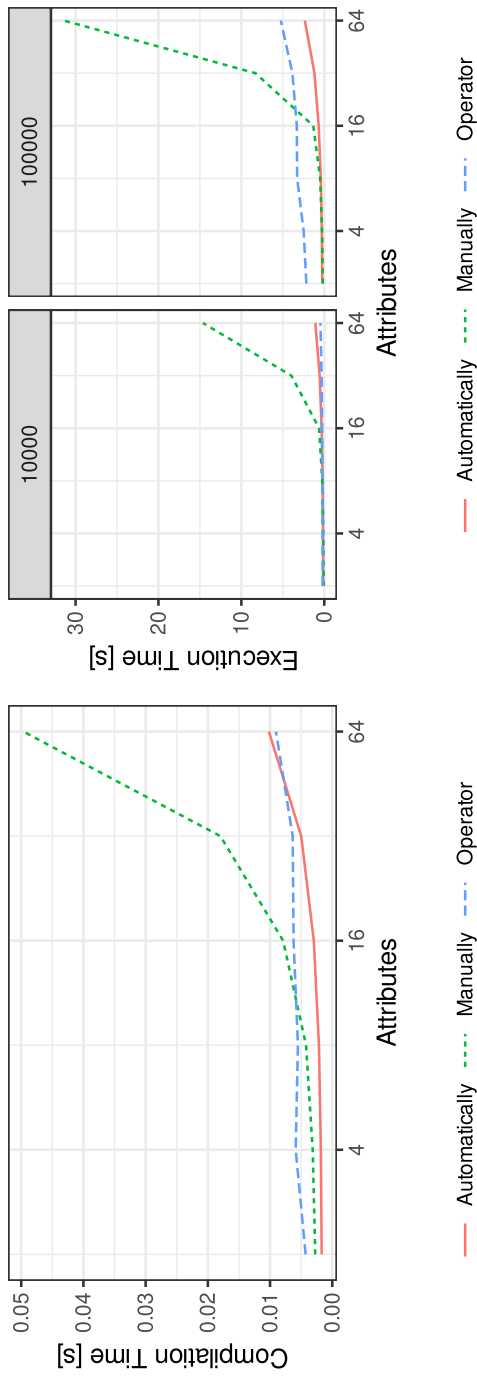 Compilation Time [s]
0.05
0.04
0.03
0.02
0.01
0.00
4
16
64
Attributes
Automatically
Manually
Operator
Execution Time [s]
10000
100000
30
20
10
0
4
16
64
4
16
64
Attributes
Automatically
Manually
Operator